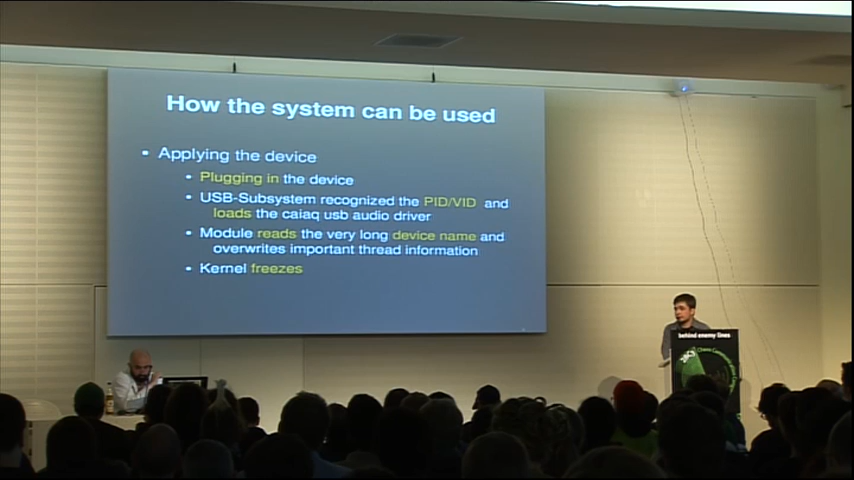 How the system can be used
• Applying the device
• Plugging in the device
• USB-Subsystem recognized the PID/VID and
loads the caiaq usb audio driver
• Module reads the very long device name and
overwrites important thread information
• Kernel freezes
behind enemy lines